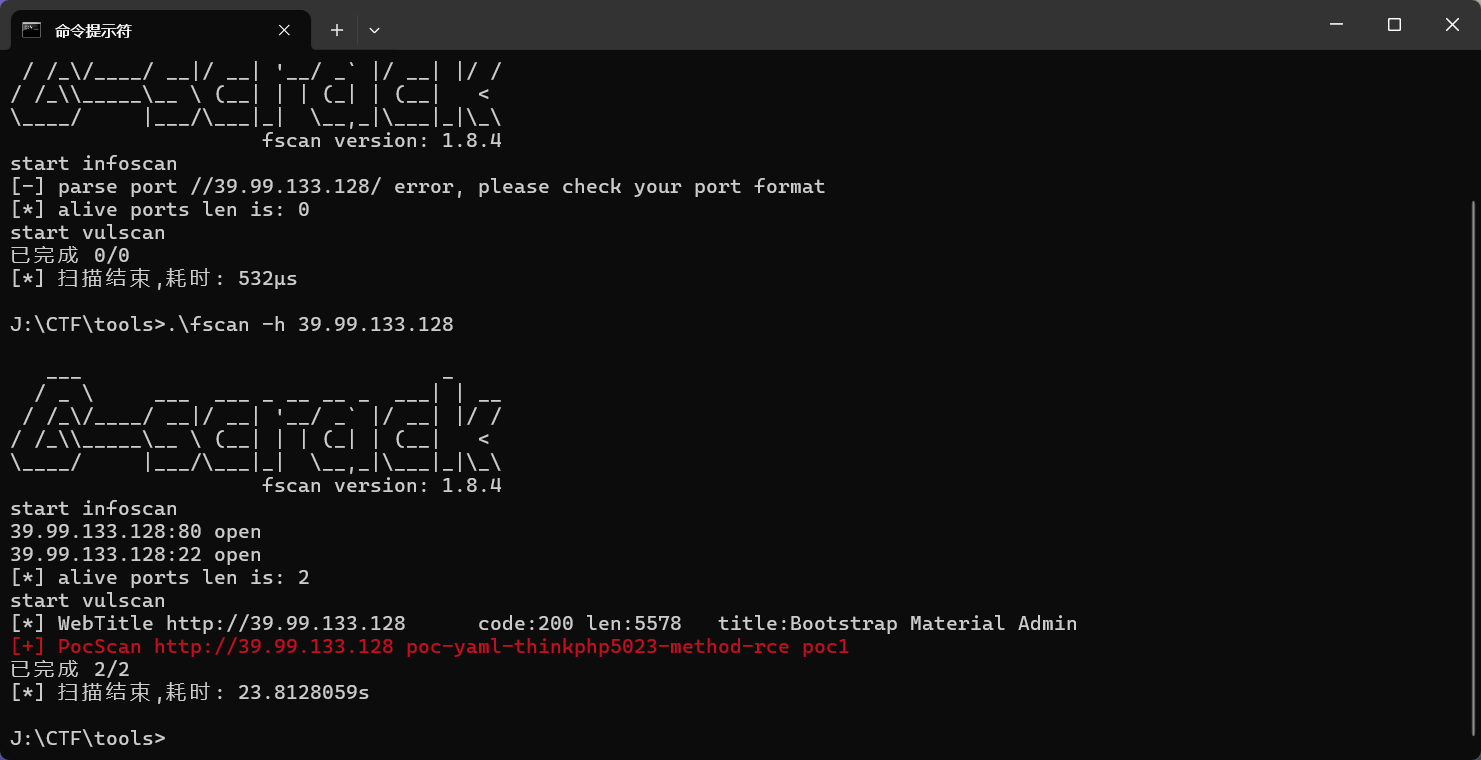 命令提示符
 / /_\/____/ __|/ __| '__/ _` |/ __| |/ /
/ /_\\_____\__ \ (__| | | (_| | (__|   <
\____/     |___/\___|_|  \__,_|\___|_|\_\
                     fscan version: 1.8.4
start infoscan
[-] parse port //39.99.133.128/ error, please check your port format
[*] alive ports len is: 0
start vulscan
已完成 0/0
[*] 扫描结束,耗时: 532µs
J:\CTF\tools>.\fscan -h 39.99.133.128
   ___                              _
  / _ \     ___  ___ _ __ __ _  ___| | __
 / /_\/____/ __|/ __| '__/ _` |/ __| |/ /
/ /_\\_____\__ \ (__| | | (_| | (__|   <
\____/     |___/\___|_|  \__,_|\___|_|\_\
                     fscan version: 1.8.4
start infoscan
39.99.133.128:80 open
39.99.133.128:22 open
[*] alive ports len is: 2
start vulscan
[*] WebTitle http://39.99.133.128      code:200 len:5578   title:Bootstrap Material Admin
[+] PocScan http://39.99.133.128 poc-yaml-thinkphp5023-method-rce poc1
已完成 2/2
[*] 扫描结束,耗时: 23.8128059s
J:\CTF\tools>